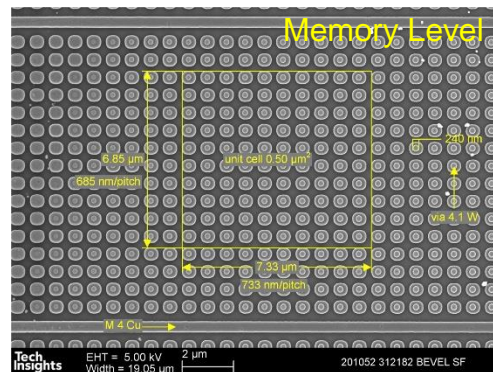 Memory Level
240 nm
6.85 µm
685 nm/pitch
unit cell 0.50 µm²
via 4.1 W
7.33 µm
733 nm/pitch
M 4 Cu
Tech
Insights
EHT = 5.00 kV
Width = 19.05 µm
2 µm
201052 312182 BEVEL SF